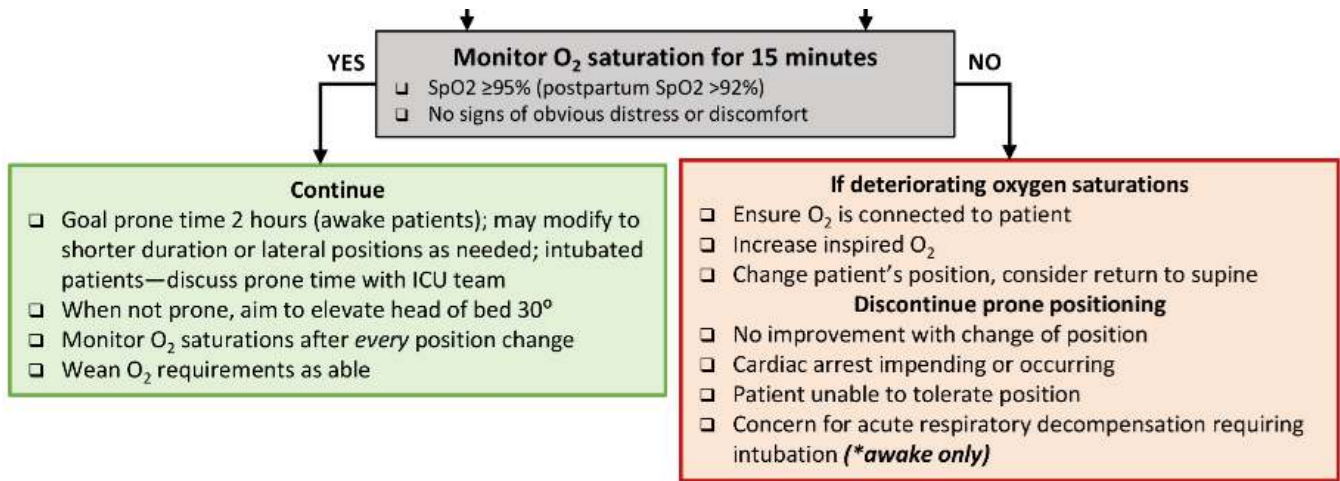 YES
Monitor O₂ saturation for 15 minutes
❑ SpO2 ≥95% (postpartum SpO2 >92%)
❑ No signs of obvious distress or discomfort
NO
Continue
❑ Goal prone time 2 hours (awake patients); may modify to
shorter duration or lateral positions as needed; intubated
patients—discuss prone time with ICU team
❑ When not prone, aim to elevate head of bed 30°
❑ Monitor O₂ saturations after every position change
❑ Wean O₂ requirements as able
If deteriorating oxygen saturations
❑ Ensure O₂ is connected to patient
❑ Increase inspired O₂
❑ Change patient's position, consider return to supine
Discontinue prone positioning
❑ No improvement with change of position
❑ Cardiac arrest impending or occurring
❑ Patient unable to tolerate position
❑ Concern for acute respiratory decompensation requiring
intubation (*awake only)